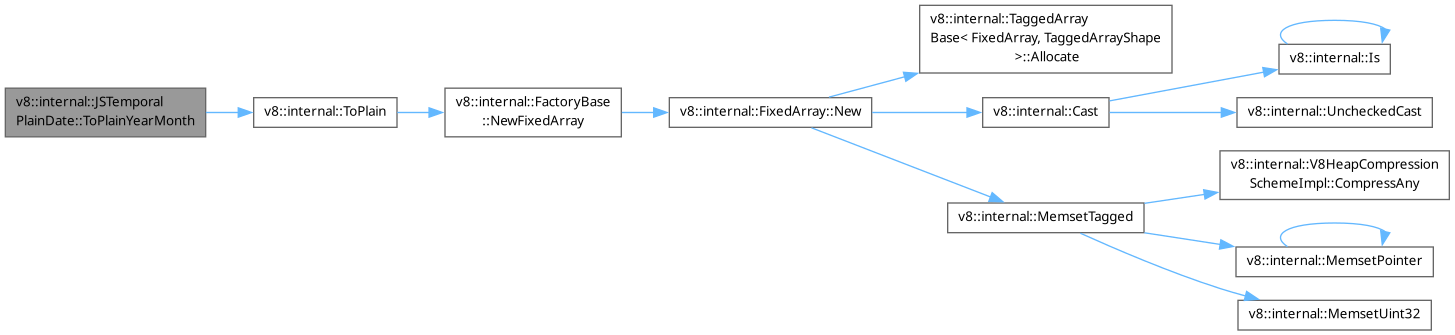 v8::internal::JSTemporal
PlainDate::ToPlainYearMonth
v8::internal::ToPlain
v8::internal::FactoryBase
::NewFixedArray
v8::internal::FixedArray::New
v8::internal::TaggedArray
Base< FixedArray, TaggedArrayShape
>::Allocate
v8::internal::Cast
v8::internal::Is
v8::internal::UncheckedCast
v8::internal::MemsetTagged
v8::internal::V8HeapCompression
SchemeImpl::CompressAny
v8::internal::MemsetPointer
v8::internal::MemsetUint32